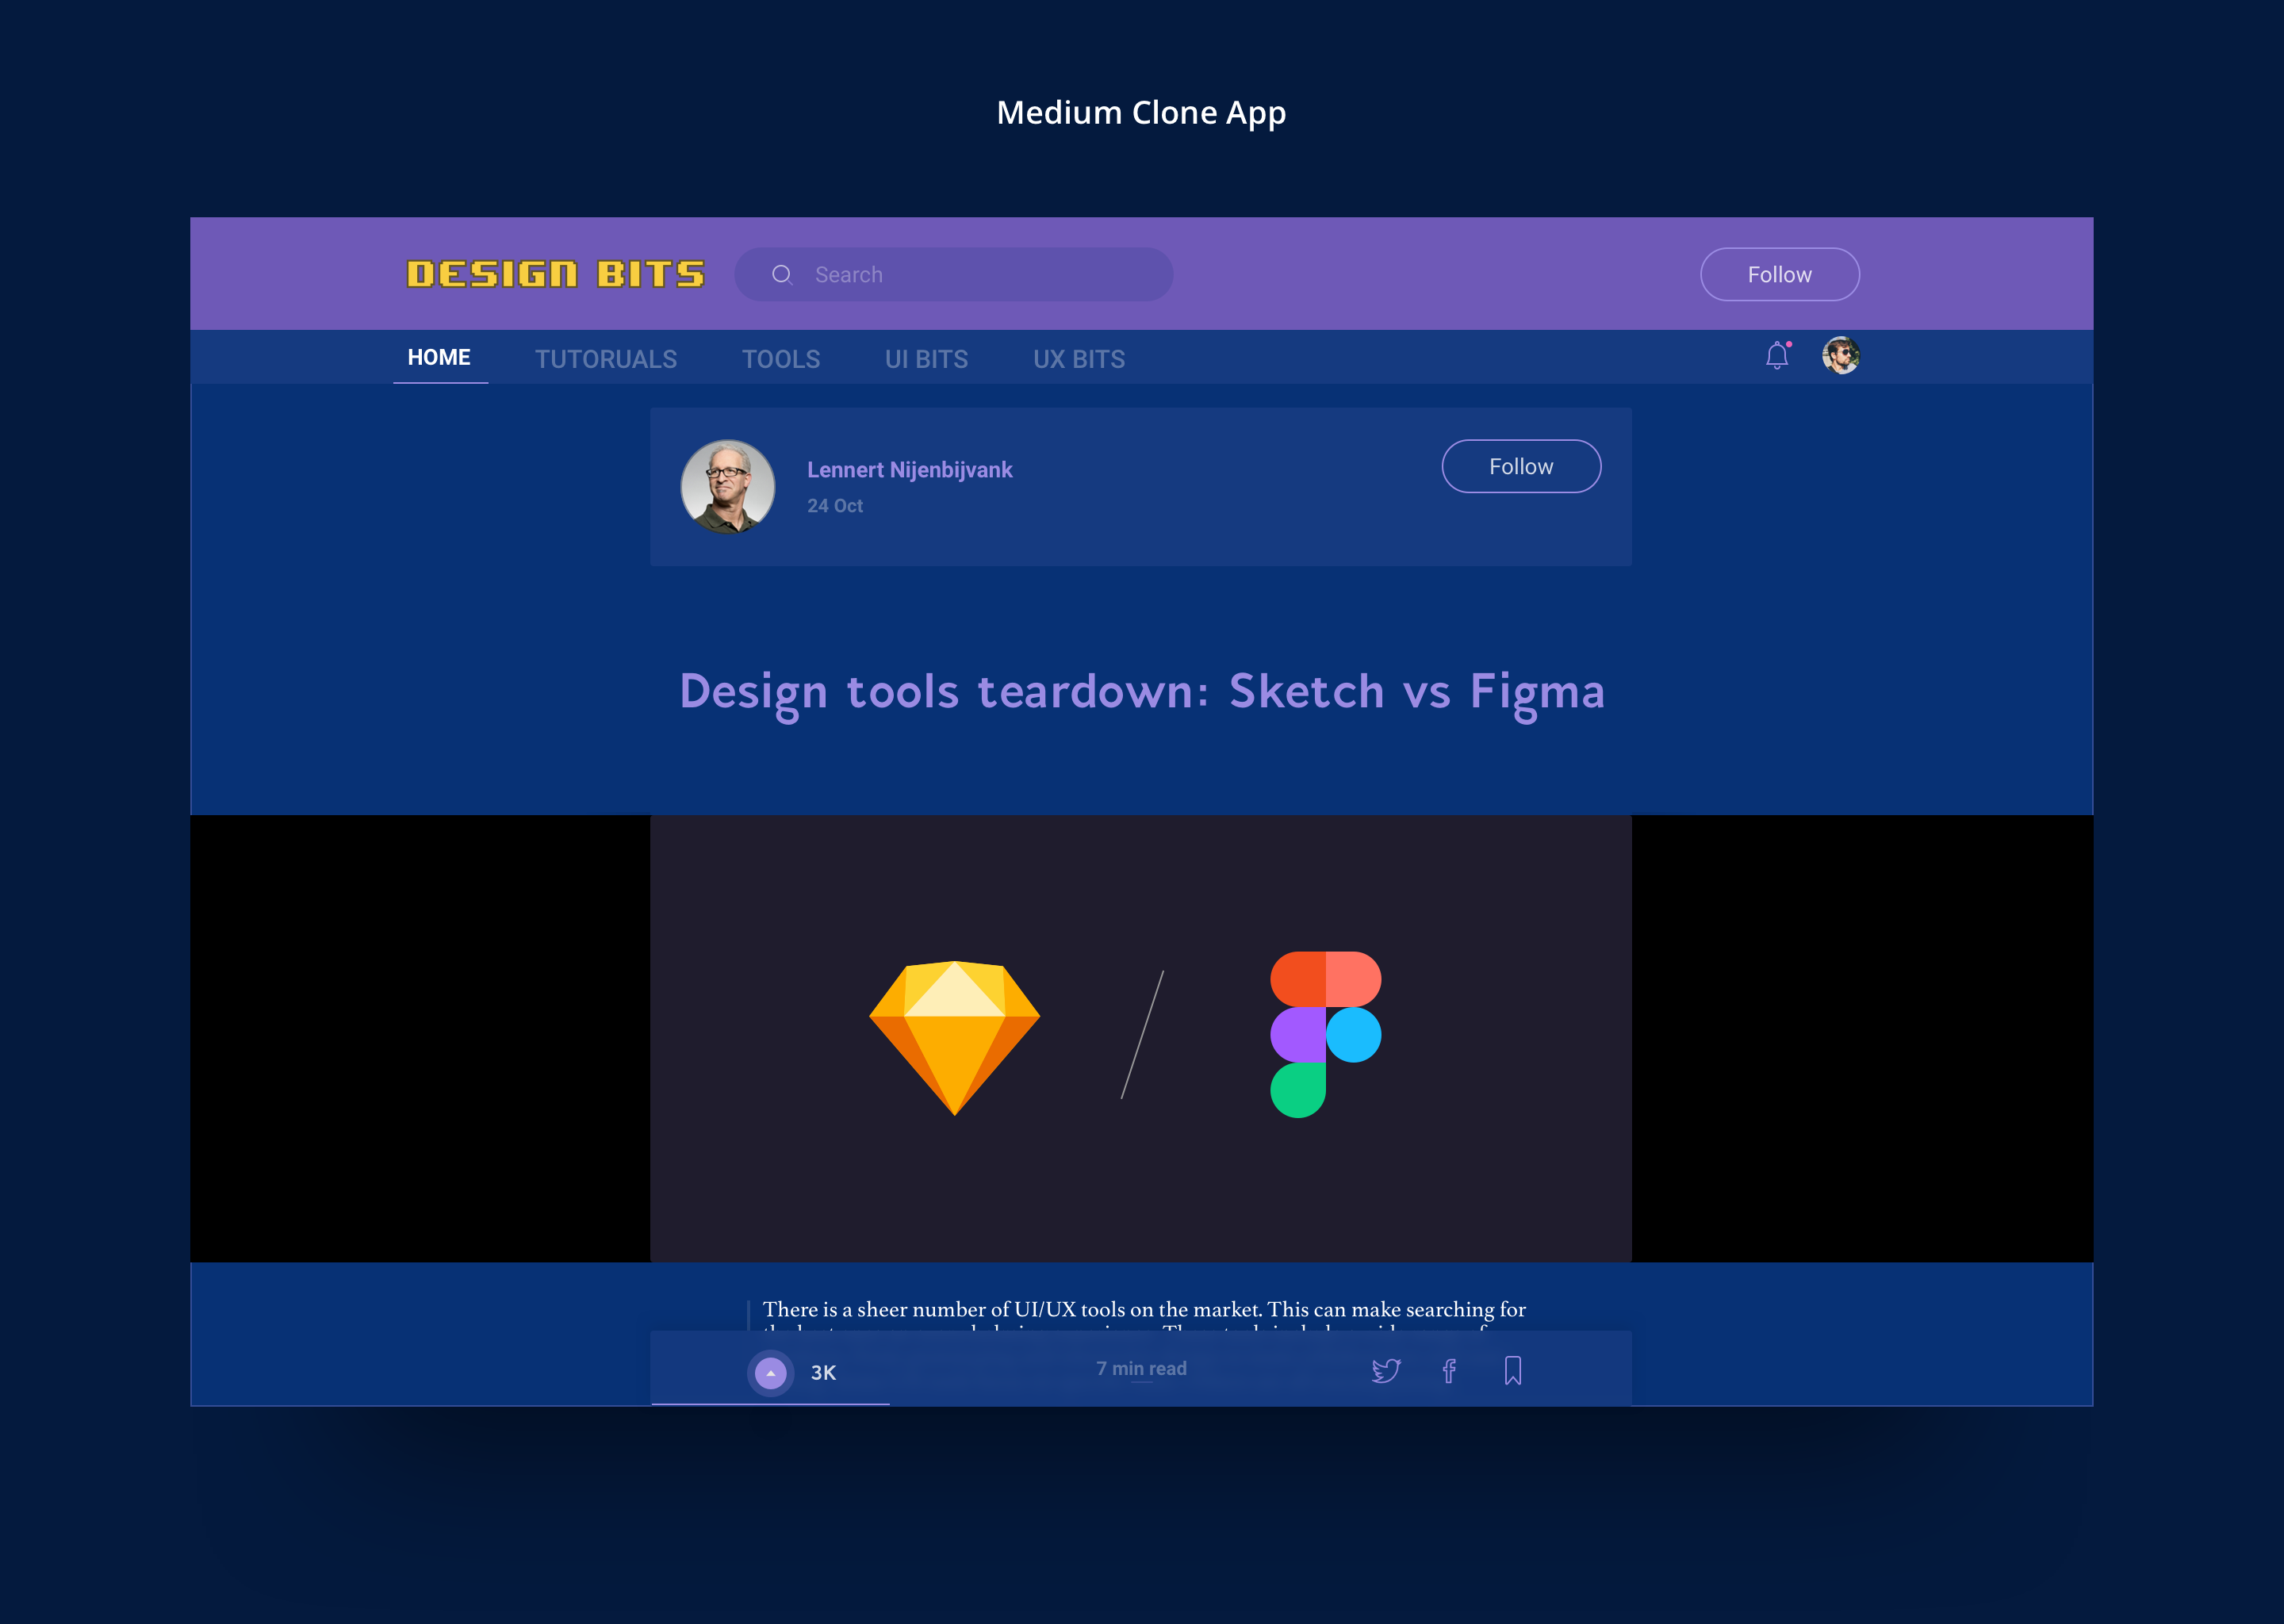 Medium Clone App
DESIGN BITS
Search
Follow
HOME
TUTORUALS
TOOLS
UI BITS
UX BITS
Lennert Nijenbijvank
24 Oct
Follow
Design tools teardown: Sketch vs Figma
There is a sheer number of UI/UX tools on the market. This can make searching for
3K
7 min read